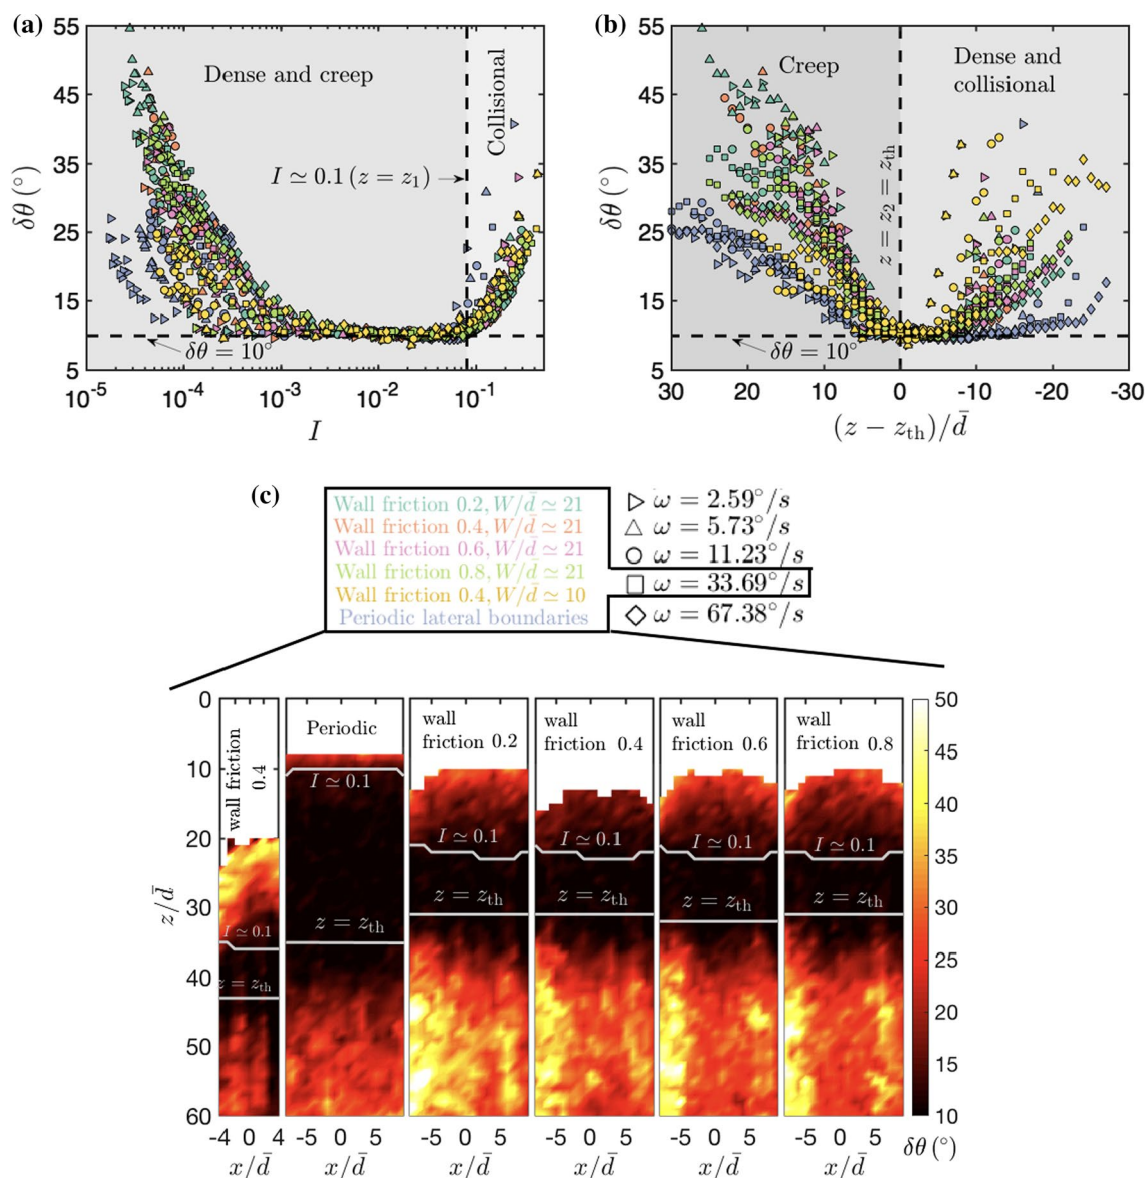 (a)
55
45
35
25
15
5
δθ (°)
Dense and creep
Collisional
I ≃ 0.1 (z = z₁)
δθ = 10°
10⁻⁵
10⁻⁴
10⁻³
10⁻²
10⁻¹
I
(b)
55
45
35
25
15
5
δθ (°)
Creep
Dense and
collisional
z = z₂ = z_th
δθ = 10°
30
20
10
0
-10
-20
-30
(z − z_th)/d̄
(c)
Wall friction 0.2, W/d̄ ≃ 21
Wall friction 0.4, W/d̄ ≃ 21
Wall friction 0.6, W/d̄ ≃ 21
Wall friction 0.8, W/d̄ ≃ 21
Wall friction 0.4, W/d̄ ≃ 10
Periodic lateral boundaries
ω = 2.59°/s
ω = 5.73°/s
ω = 11.23°/s
ω = 33.69°/s
ω = 67.38°/s
0
10
20
30
40
50
60
z/d̄
wall friction
0.4
I ≃ 0.1
z = z_th
-4 0 4
x/d̄
Periodic
I ≃ 0.1
z = z_th
-5 0 5
x/d̄
wall
friction 0.2
I ≃ 0.1
z = z_th
-5 0 5
x/d̄
wall
friction 0.4
I ≃ 0.1
z = z_th
-5 0 5
x/d̄
wall
friction 0.6
I ≃ 0.1
z = z_th
-5 0 5
x/d̄
wall
friction 0.8
I ≃ 0.1
z = z_th
-5 0 5
x/d̄
50
45
40
35
30
25
20
15
10
δθ (°)